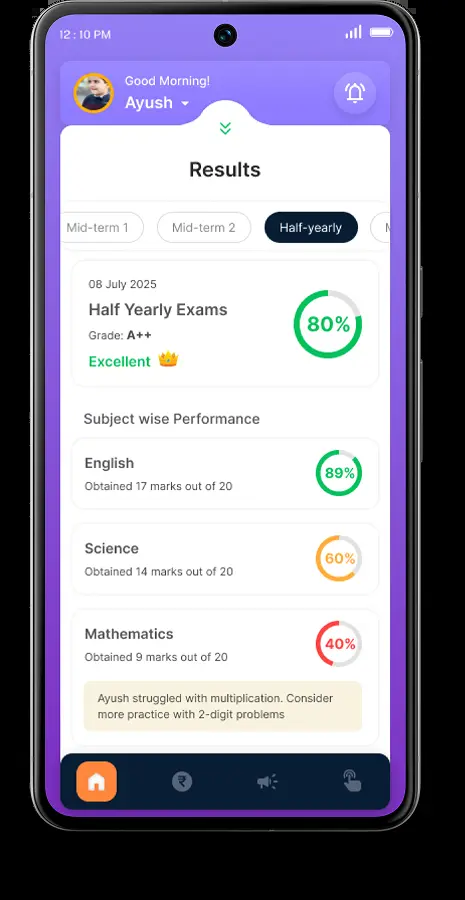 12 : 10 PM
Good Morning!
Ayush
Results
Mid-term 1
Mid-term 2
Half-yearly
08 July 2025
Half Yearly Exams
Grade: A++
Excellent
80%
Subject wise Performance
English
Obtained 17 marks out of 20
89%
Science
Obtained 14 marks out of 20
60%
Mathematics
Obtained 9 marks out of 20
40%
Ayush struggled with multiplication. Consider
more practice with 2-digit problems
₹